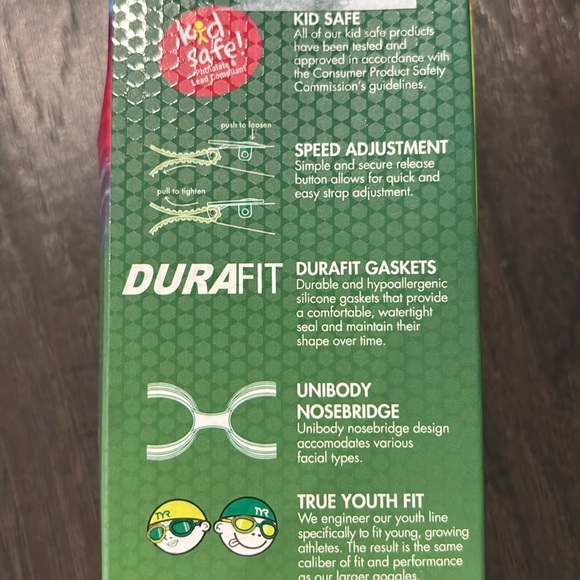 kid
safe!
Phthalate &
Lead Compliant
KID SAFE
All of our kid safe products
have been tested and
approved in accordance with
the Consumer Product Safety
Commission's guidelines.
push to loosen
pull to tighten
SPEED ADJUSTMENT
Simple and secure release
button allows for quick and
easy strap adjustment.
DURAFIT
DURAFIT GASKETS
Durable and hypoallergenic
silicone gaskets that provide
a comfortable, watertight
seal and maintain their
shape over time.
UNIBODY
NOSEBRIDGE
Unibody nosebridge design
accomodates various
facial types.
TYR
TYR
TRUE YOUTH FIT
We engineer our youth line
specifically to fit young, growing
athletes. The result is the same
caliber of fit and performance
as our larger goggles.